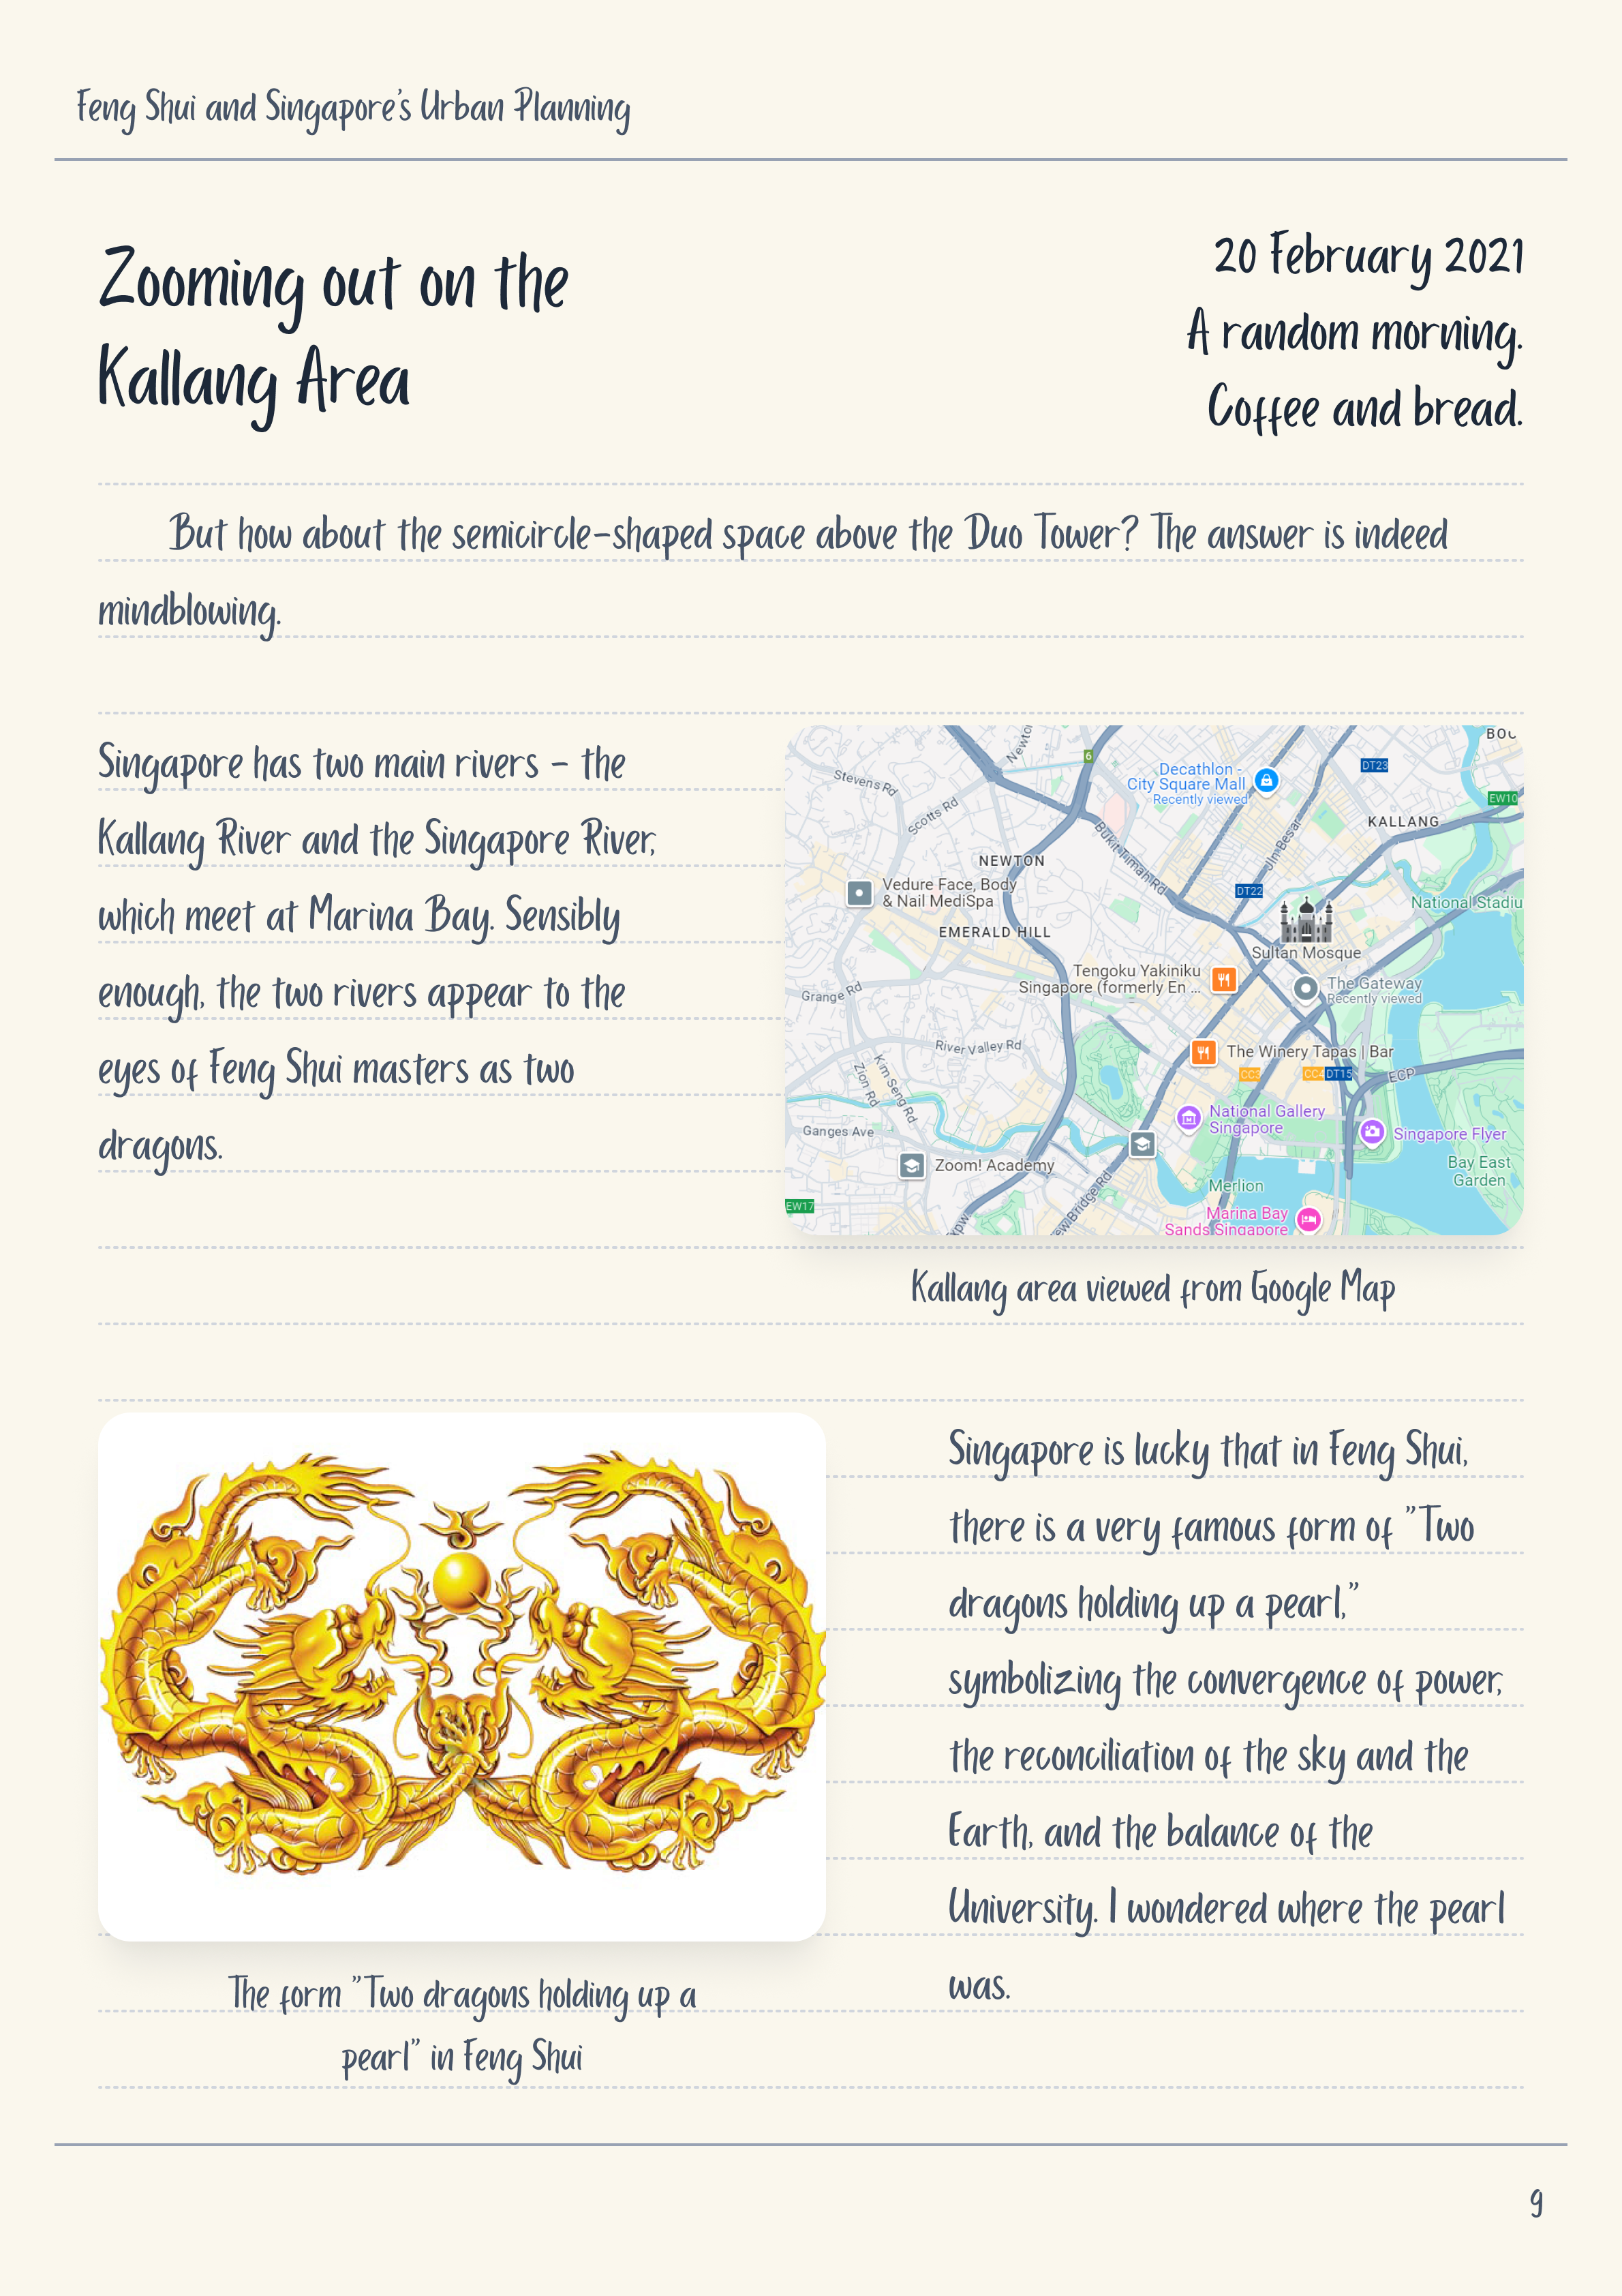 Feng Shui and Singapore's Urban Planning
Zooming out on the
Kallang Area
20 February 2021
A random morning.
Coffee and bread.
But how about the semicircle-shaped space above the Duo Tower? The answer is indeed
mindblowing.
Singapore has two main rivers - the
Kallang River and the Singapore River,
which meet at Marina Bay. Sensibly
enough, the two rivers appear to the
eyes of Feng Shui masters as two
dragons.
Newton
BOO
Stevens Rd
6
Decathlon -
City Square Mall
Recently viewed
DT23
EW10
Scotts Rd
KALLANG
Bukit Timah Rd
Jln Besar
NEWTON
Vedure Face, Body
& Nail MediSpa
DT22
National Stadiu
EMERALD HILL
Sultan Mosque
Tengoku Yakiniku
Singapore (formerly En ...
The Gateway
Recently viewed
Grange Rd
River Valley Rd
The Winery Tapas | Bar
Zion Rd
Kim Seng Rd
CC3
CC4
DT15
ECP
Ganges Ave
National Gallery
Singapore
Singapore Flyer
Zoom! Academy
Bay East
Garden
Merlion
EW17
Marina Bay
Sands Singapore
xpw
ew Bridge Rd
Kallang area viewed from Google Map
The form "Two dragons holding up a
pearl" in Feng Shui
Singapore is lucky that in Feng Shui,
there is a very famous form of "Two
dragons holding up a pearl,"
symbolizing the convergence of power,
the reconciliation of the sky and the
Earth, and the balance of the
University. I wondered where the pearl
was.
9